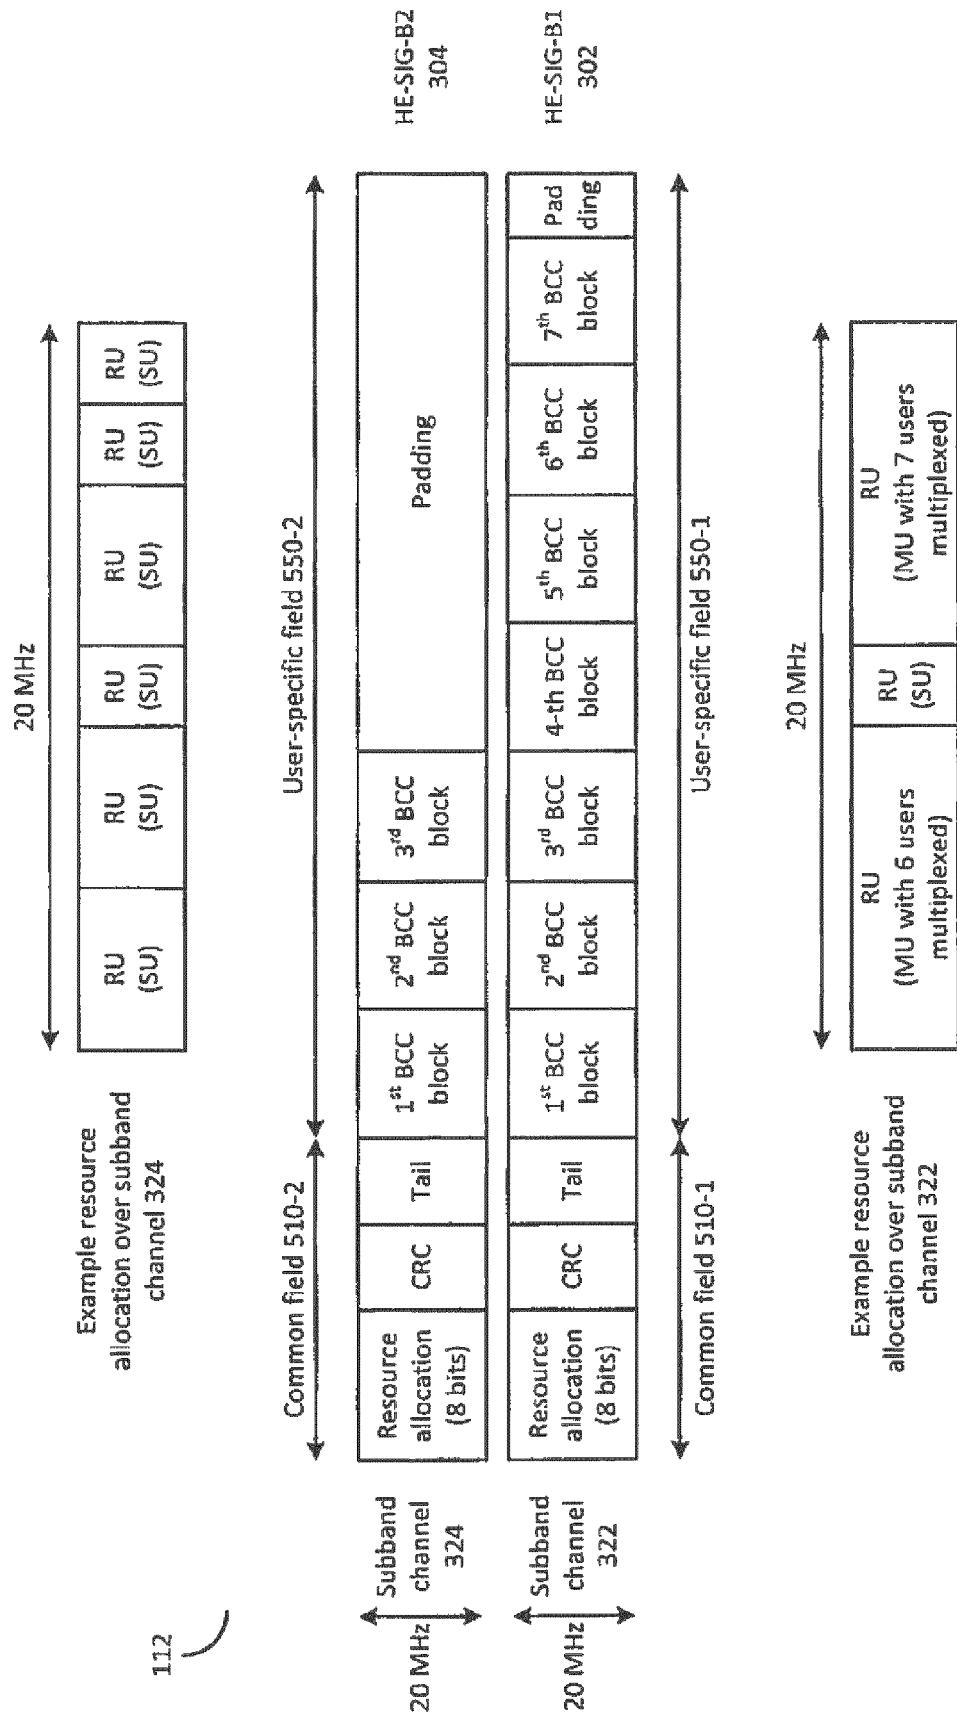 112
20 MHz
Example resource
allocation over subband
channel 324
RU
(SU)
RU
(SU)
RU
(SU)
RU
(SU)
RU
(SU)
RU
(SU)
Common field 510-2
User-specific field 550-2
20 MHz
Subband
channel
324
Resource
allocation
(8 bits)
CRC
Tail
1st BCC
block
2nd BCC
block
3rd BCC
block
Padding
HE-SIG-B2
304
20 MHz
Subband
channel
322
Resource
allocation
(8 bits)
CRC
Tail
1st BCC
block
2nd BCC
block
3rd BCC
block
4-th BCC
block
5th BCC
block
6th BCC
block
7th BCC
block
Pad
ding
HE-SIG-B1
302
Common field 510-1
User-specific field 550-1
20 MHz
Example resource
allocation over subband
channel 322
RU
(MU with 6 users
multiplexed)
RU
(SU)
RU
(MU with 7 users
multiplexed)